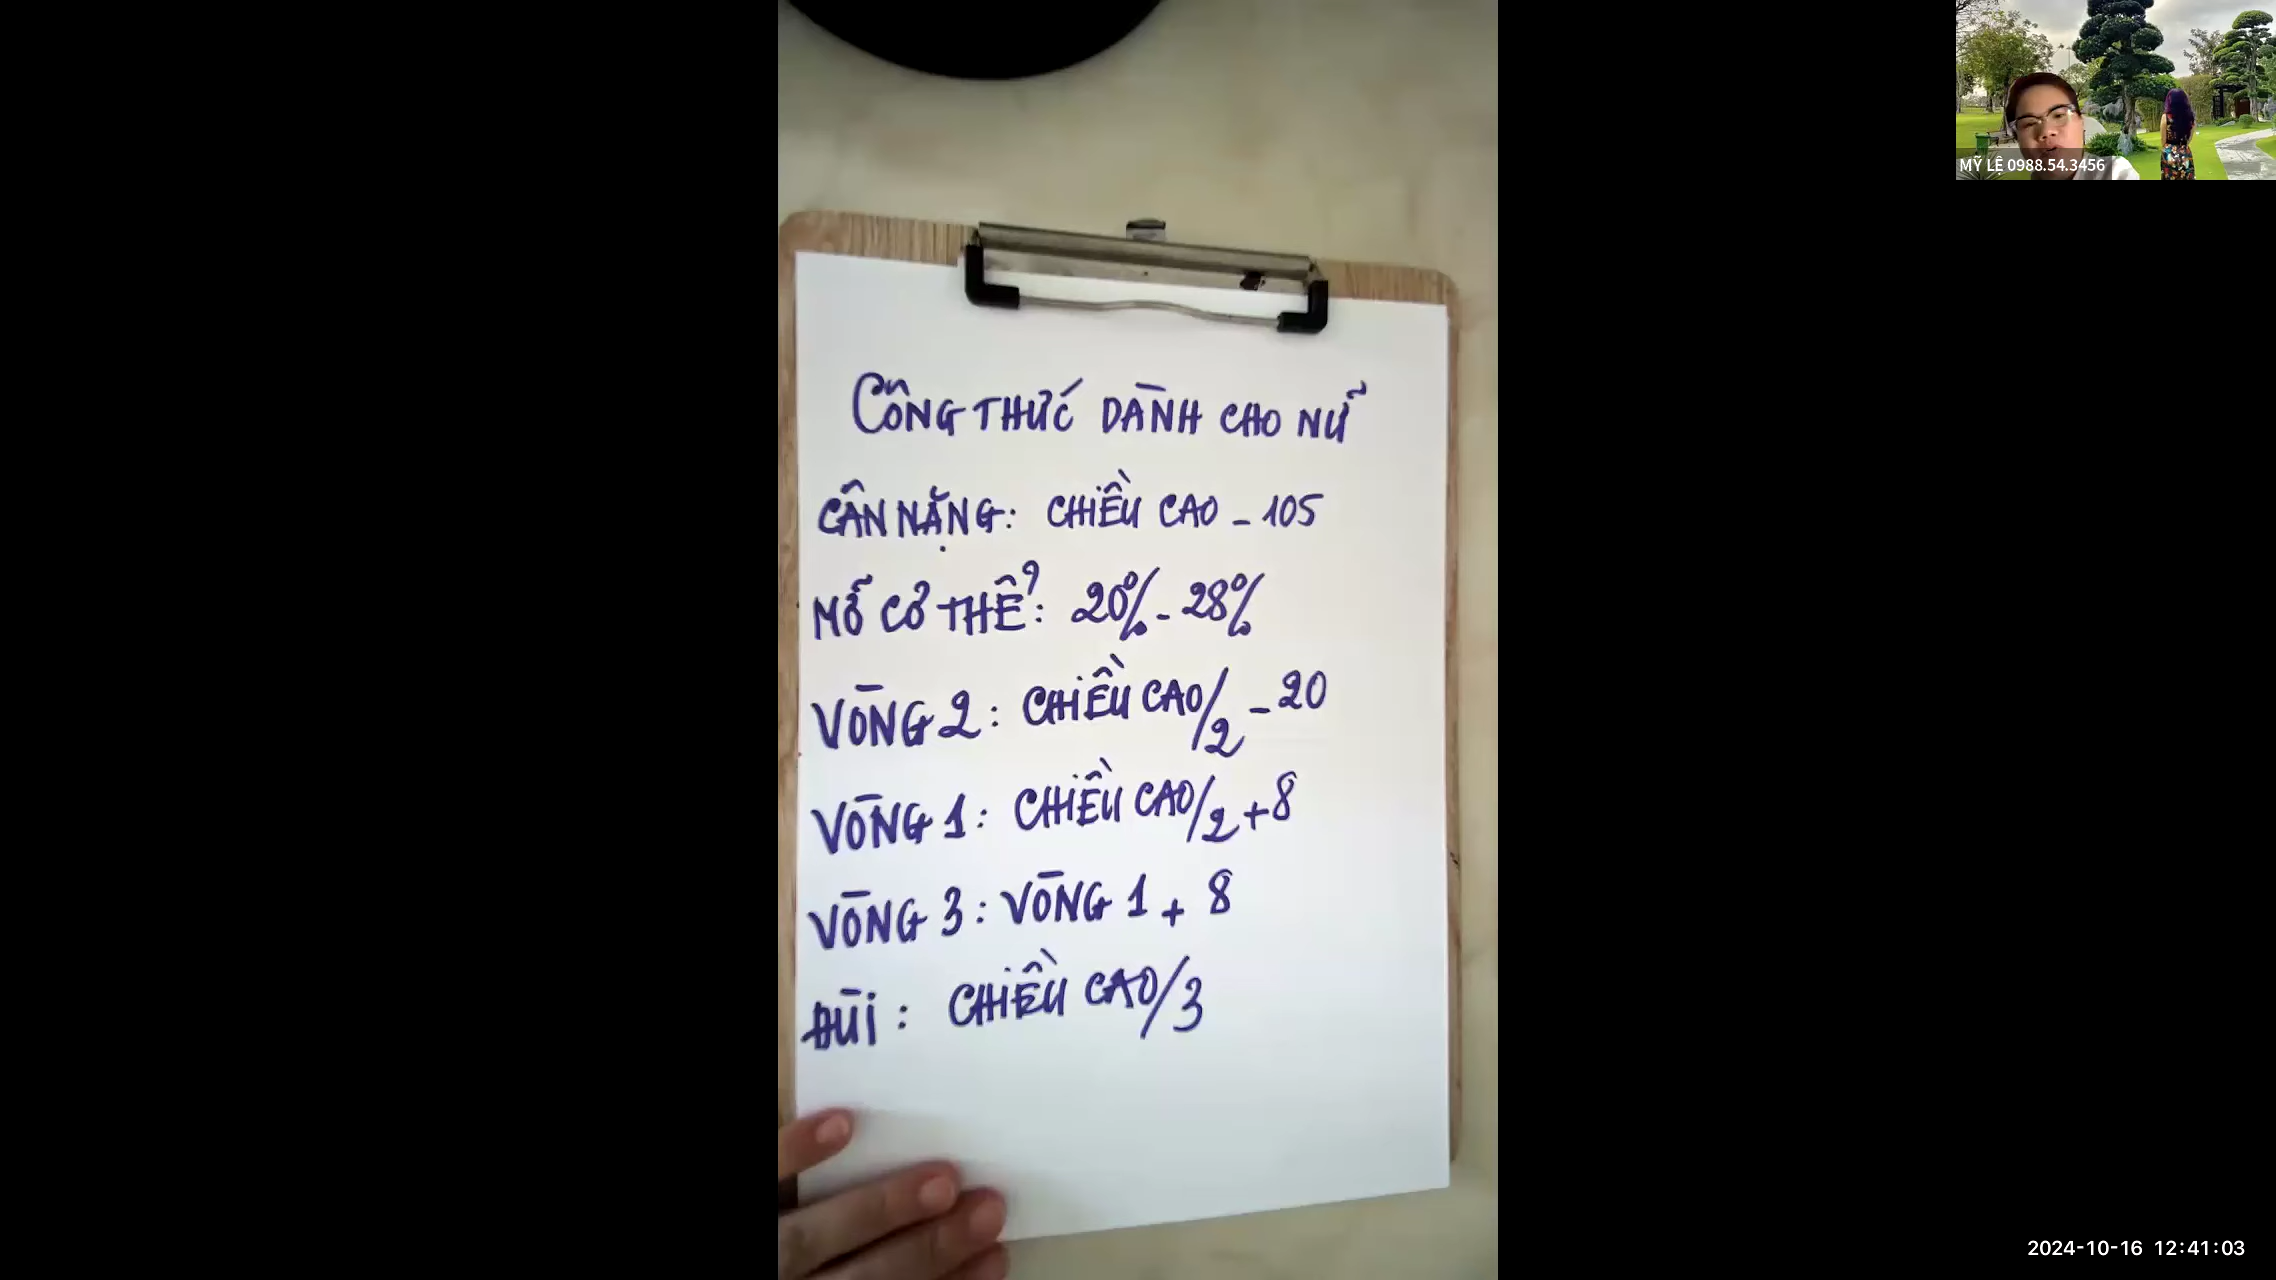 MỸ LÊ 0988.54.3456
CÔNG THỨC DÀNH CHO NỮ
CÂN NẶNG: CHIỀU CAO - 105
MỠ CƠ THỂ: 20% - 28%
VÒNG 2: CHIỀU CAO/2 - 20
VÒNG 1: CHIỀU CAO/2 + 8
VÒNG 3: VÒNG 1 + 8
ĐÙI: CHIỀU CAO/3
2024-10-16 12:41:03